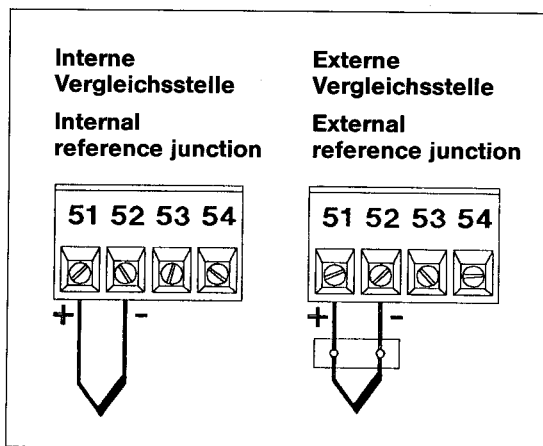 Interne
Vergleichsstelle
Internal
reference junction
51 52 53 54
+ -
Externe
Vergleichsstelle
External
reference junction
51 52 53 54
+ -